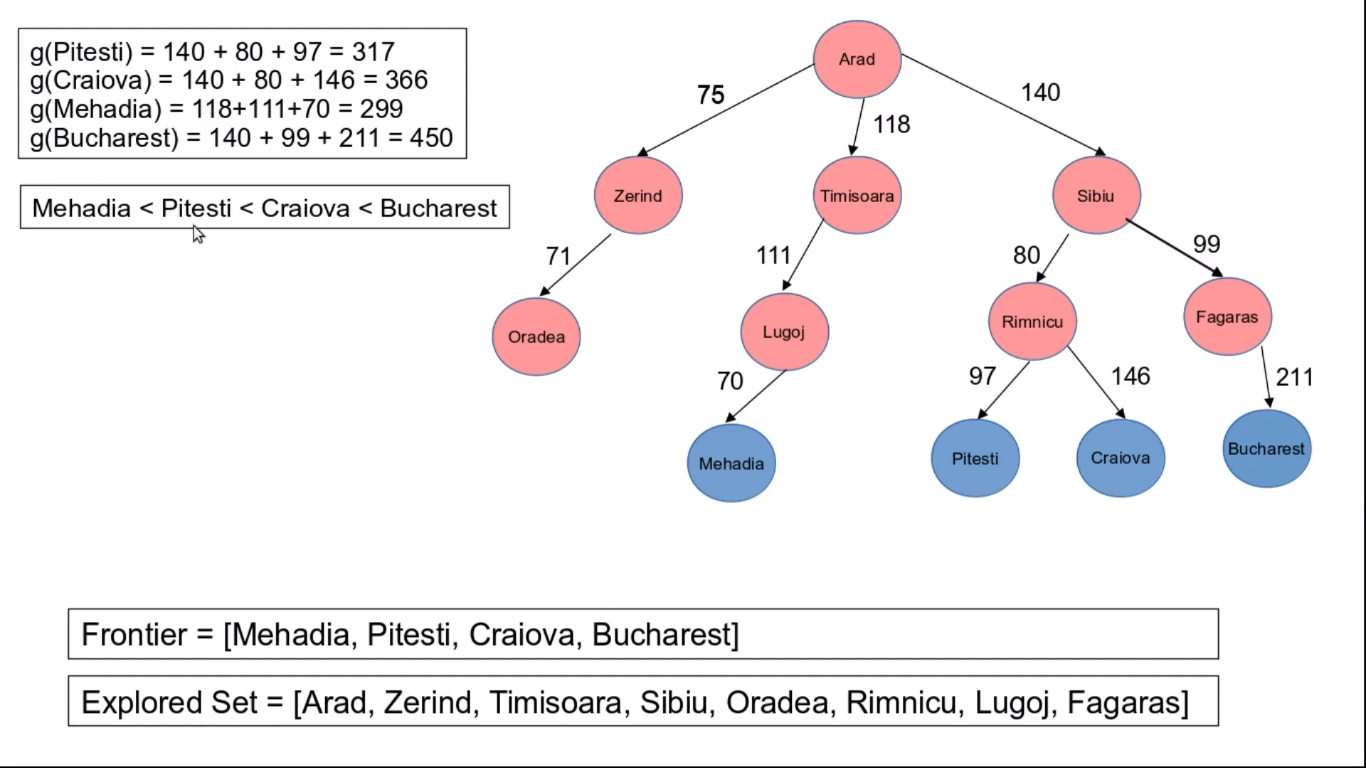 g(Pitesti) = 140 + 80 + 97 = 317
g(Craiova) = 140 + 80 + 146 = 366
g(Mehadia) = 118+111+70 = 299
g(Bucharest) = 140 + 99 + 211 = 450
Mehadia < Pitesti < Craiova < Bucharest
Arad
75
118
140
Zerind
Timisoara
Sibiu
71
111
80
99
Oradea
Lugoj
Rimnicu
Fagaras
70
97
146
211
Mehadia
Pitesti
Craiova
Bucharest
Frontier = [Mehadia, Pitesti, Craiova, Bucharest]
Explored Set = [Arad, Zerind, Timisoara, Sibiu, Oradea, Rimnicu, Lugoj, Fagaras]